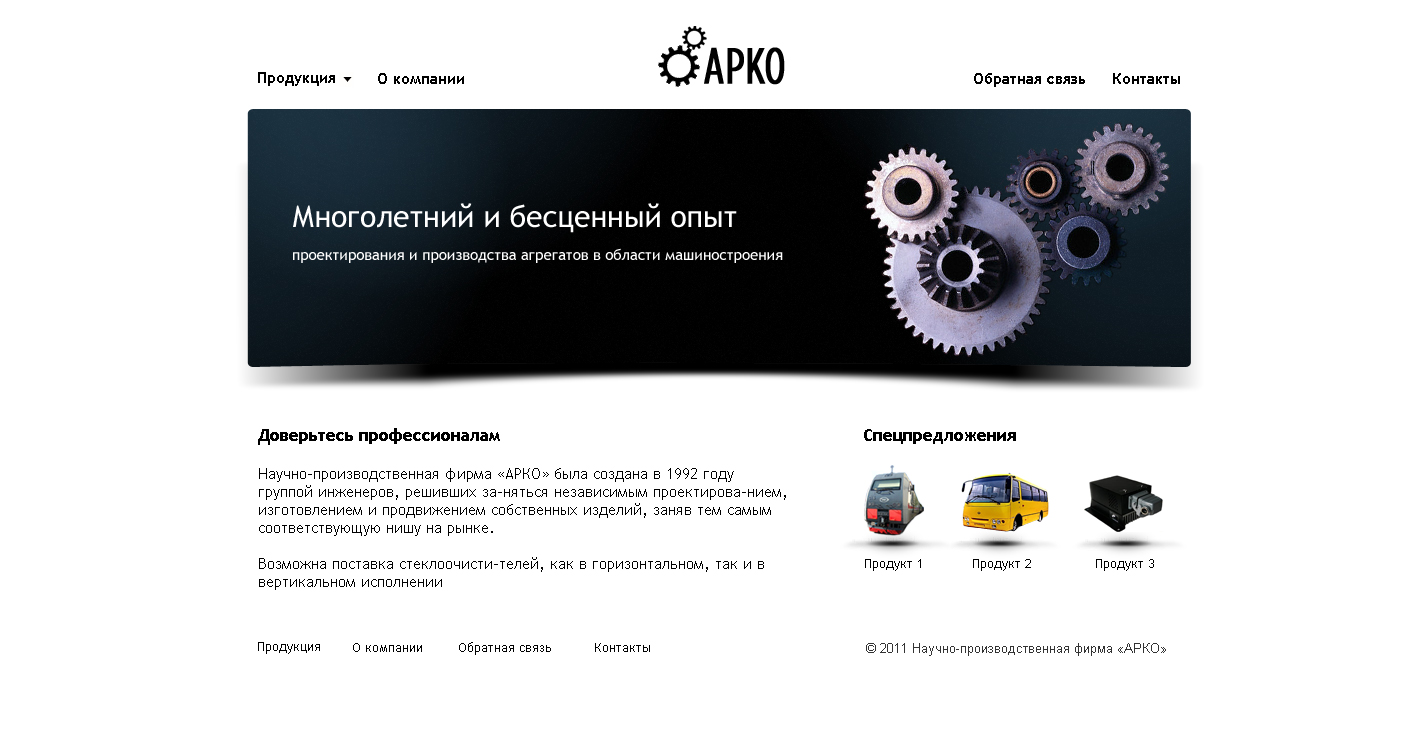 Продукция
О компании
АРКО
Обратная связь
Контакты
Многолетний и бесценный опыт
проектирования и производства агрегатов в области машиностроения
Доверьтесь профессионалам
Научно-производственная фирма «АРКО» была создана в 1992 году
группой инженеров, решивших за-няться независимым проектирова-нием,
изготовлением и продвижением собственных изделий, заняв тем самым
соответствующую нишу на рынке.
Возможна поставка стеклоочисти-телей, как в горизонтальном, так и в
вертикальном исполнении
Спецпредложения
Продукт 1
Продукт 2
Продукт 3
Продукция
О компании
Обратная связь
Контакты
© 2011 Научно-производственная фирма «АРКО»